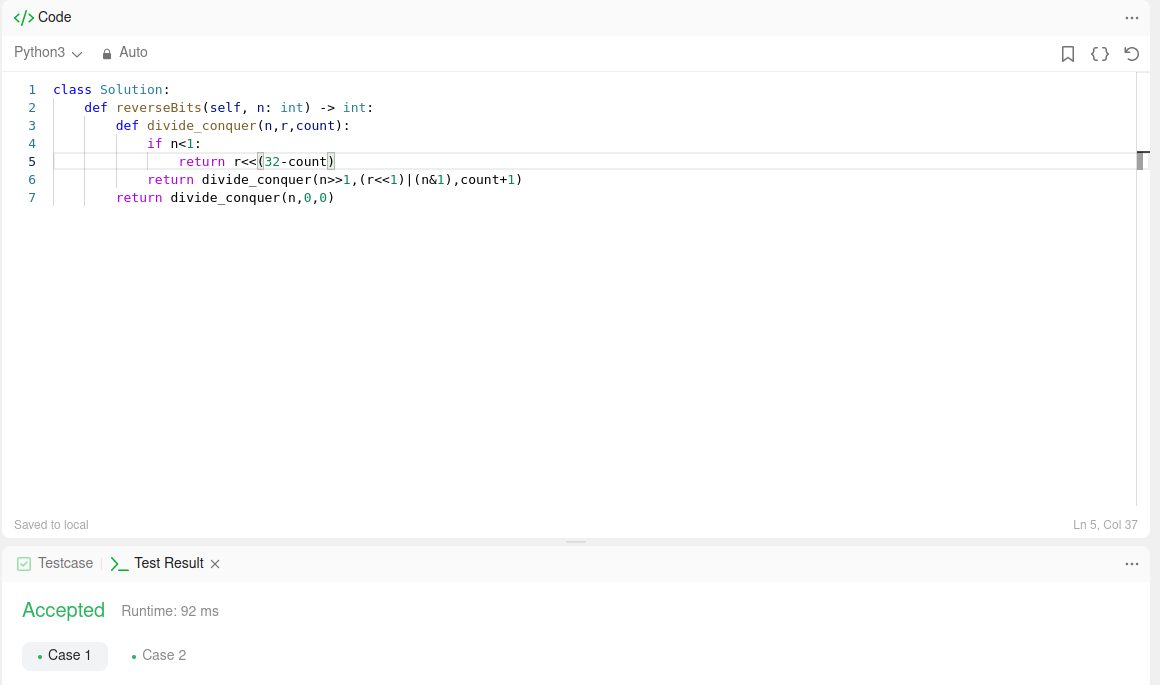 </> Code
Python3 Auto
1 class Solution:
2     def reverseBits(self, n: int) -> int:
3         def divide_conquer(n,r,count):
4             if n<1:
5                 return r<<(32-count)
6             return divide_conquer(n>>1,(r<<1)|(n&1),count+1)
7         return divide_conquer(n,0,0)
Saved to local Ln 5, Col 37
Testcase >_ Test Result
Accepted Runtime: 92 ms
Case 1 Case 2